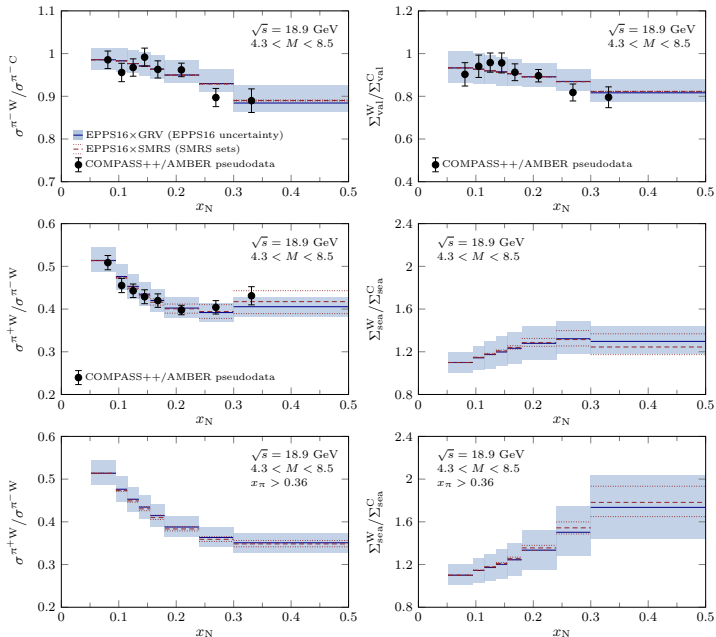 1.1
1
0.9
0.8
0.7
σ^{π⁻W}/σ^{π⁻C}
√s = 18.9 GeV
4.3 < M < 8.5
EPPS16×GRV (EPPS16 uncertainty)
EPPS16×SMRS (SMRS sets)
COMPASS++/AMBER pseudodata
0 0.1 0.2 0.3 0.4 0.5
x_N
1.2
1
0.8
0.6
0.4
Σ^W_val/Σ^C_val
√s = 18.9 GeV
4.3 < M < 8.5
COMPASS++/AMBER pseudodata
0 0.1 0.2 0.3 0.4 0.5
x_N
0.6
0.5
0.4
0.3
0.2
σ^{π⁺W}/σ^{π⁻W}
√s = 18.9 GeV
4.3 < M < 8.5
COMPASS++/AMBER pseudodata
0 0.1 0.2 0.3 0.4 0.5
x_N
2.4
2
1.6
1.2
0.8
Σ^W_sea/Σ^C_sea
√s = 18.9 GeV
4.3 < M < 8.5
0 0.1 0.2 0.3 0.4 0.5
x_N
0.6
0.5
0.4
0.3
0.2
σ^{π⁺W}/σ^{π⁻W}
√s = 18.9 GeV
4.3 < M < 8.5
x_π > 0.36
0 0.1 0.2 0.3 0.4 0.5
x_N
2.4
2
1.6
1.2
0.8
Σ^W_sea/Σ^C_sea
√s = 18.9 GeV
4.3 < M < 8.5
x_π > 0.36
0 0.1 0.2 0.3 0.4 0.5
x_N